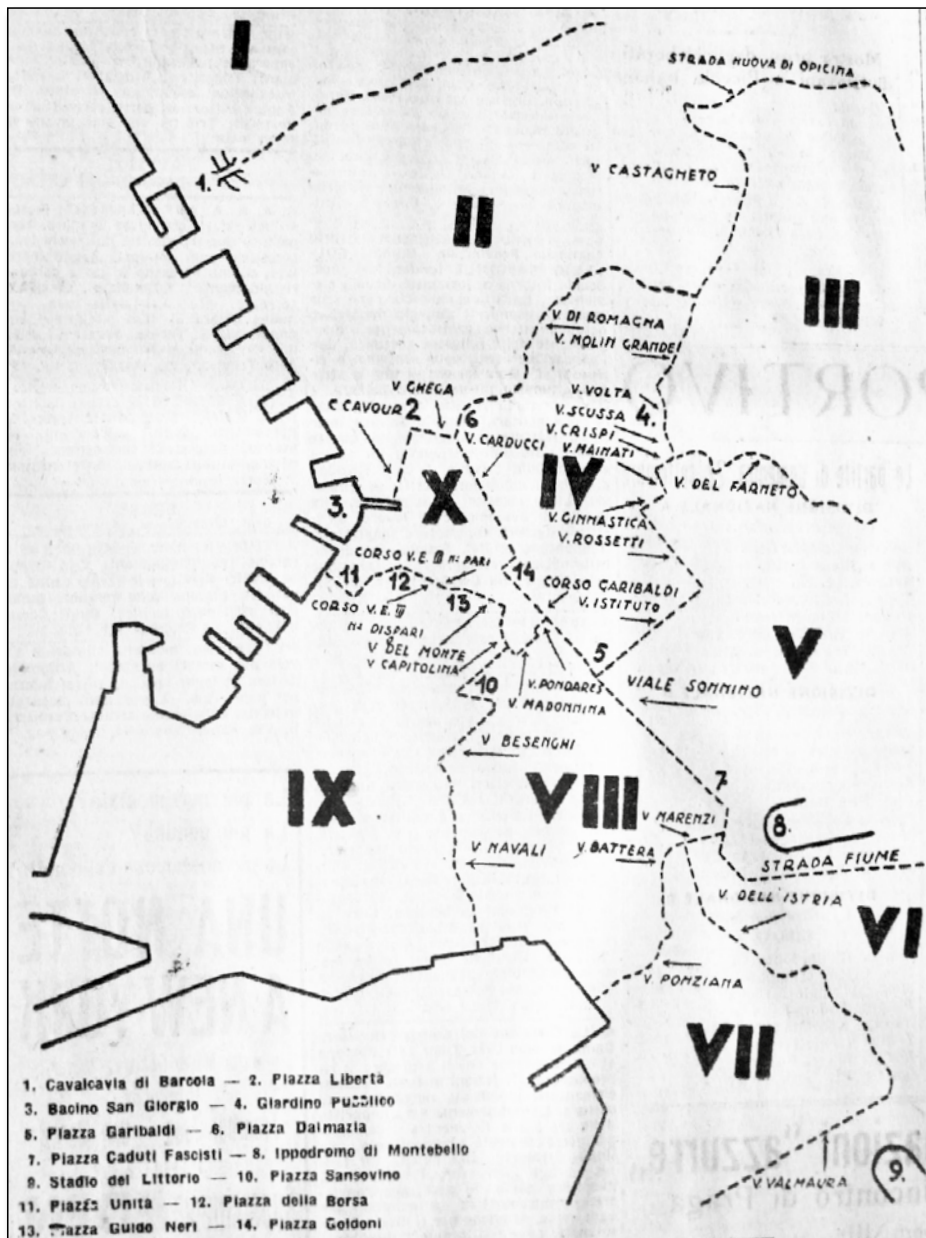 I
STRADA NUOVA DI OPICINA
1.
V CASTAGNETO
II
III
V DI ROMAGNA
V. MOLIN GRANDE
V. GHEGA
V. VOLTA
C CAVOUR 2
6
V. SCUSSA 4.
V. CRISPI
V. CARDUCCI
V. MAINATI
X
IV
V. DEL FARNETO
3.
V. GINNASTICA
V. ROSSETTI
CORSO V.E. III Ni PARI
11
12
14
13
CORSO GARIBALDI
V. ISTITUTO
CORSO V.E. III
Ni DISPARI
V DEL MONTE
V CAPITOLINA
5
V
10
V. PONDARES
V. MADONNINA
VIALE SONNINO
V BESENGHI
IX
VIII
7
V MARENZI
8.
V NAVALI
V. BATTERA
STRADA FIUME
V. DELL'ISTRIA
VI
V. PONZIANA
VII
V. VALMAURA
9.
1. Cavalcavia di Barcola — 2. Piazza Libertà
3. Bacino San Giorgio — 4. Giardino Pubblico
5. Piazza Garibaldi — 6. Piazza Dalmazia
7. Piazza Caduti Fascisti — 8. Ippodromo di Montebello
9. Stadio del Littorio — 10. Piazza Sansovino
11. Piazza Unità — 12. Piazza della Borsa
13. Piazza Guido Neri — 14. Piazza Goldoni